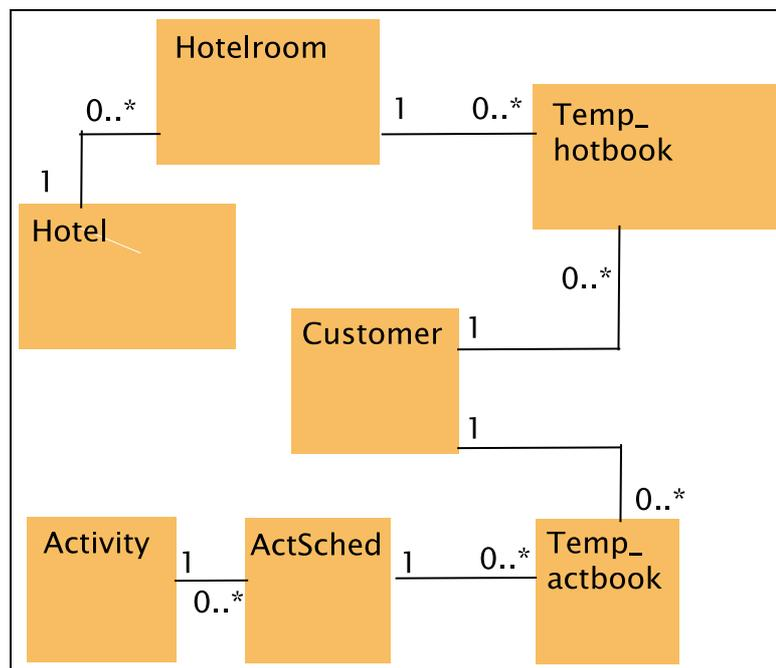 Hotelroom
0..*
1
0..*
Temp_
hotbook
1
Hotel
0..*
Customer
1
1
0..*
Activity
1
0..*
ActSched
1
0..*
Temp_
actbook